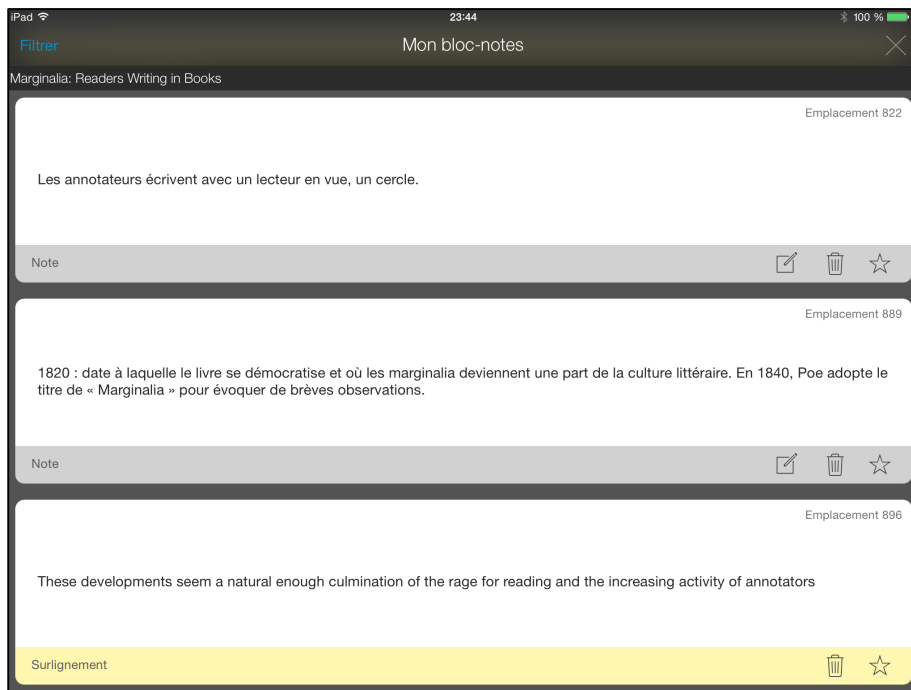 iPad 23:44 100 %
Filtrer Mon bloc-notes
Marginalia: Readers Writing in Books
Emplacement 822
Les annotateurs écrivent avec un lecteur en vue, un cercle.
Note
Emplacement 889
1820 : date à laquelle le livre se démocratise et où les marginalia deviennent une part de la culture littéraire. En 1840, Poe adopte le
titre de « Marginalia » pour évoquer de brèves observations.
Note
Emplacement 896
These developments seem a natural enough culmination of the rage for reading and the increasing activity of annotators
Surlignement